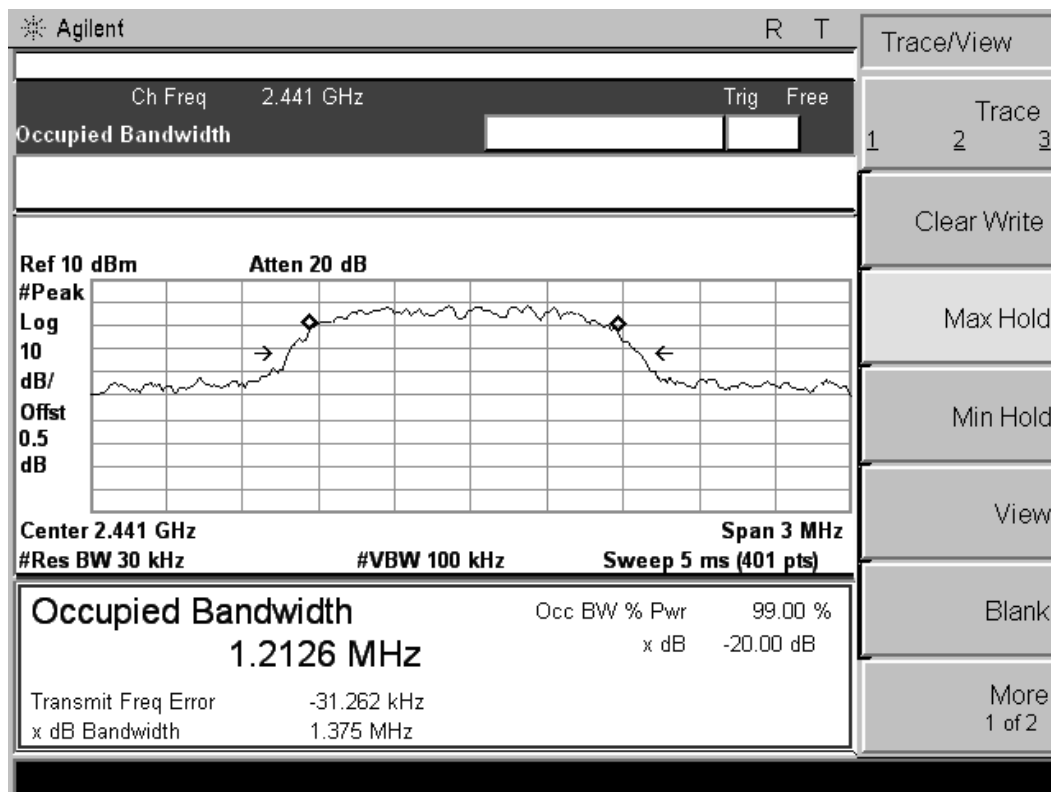 Agilent R T
Trace/View
Ch Freq 2.441 GHz Trig Free
Occupied Bandwidth
Trace
1 2 3
Clear Write
Max Hold
Min Hold
View
Blank
More
1 of 2
Ref 10 dBm Atten 20 dB
#Peak
Log
10
dB/
Offst
0.5
dB
Center 2.441 GHz Span 3 MHz
#Res BW 30 kHz #VBW 100 kHz Sweep 5 ms (401 pts)
Occupied Bandwidth Occ BW % Pwr 99.00 %
1.2126 MHz x dB -20.00 dB
Transmit Freq Error -31.262 kHz
x dB Bandwidth 1.375 MHz